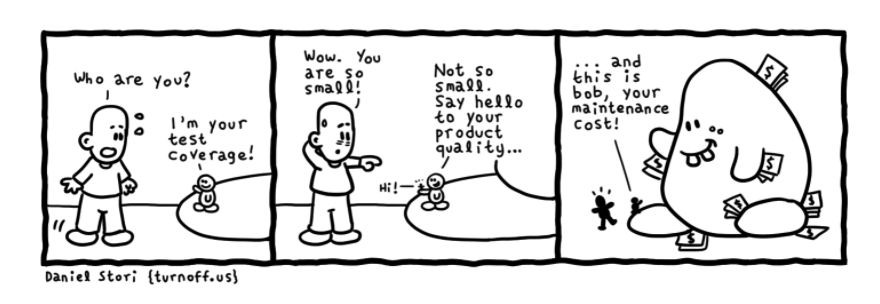 Who are you?
I'm your
test
coverage!
Wow. You
are so
small!
Not so
small.
Say hello
to your
product
quality...
Hi!
... and
this is
bob, your
maintenance
cost!
$
$
$
$
$
$
$
Daniel Stori {turnoff.us}